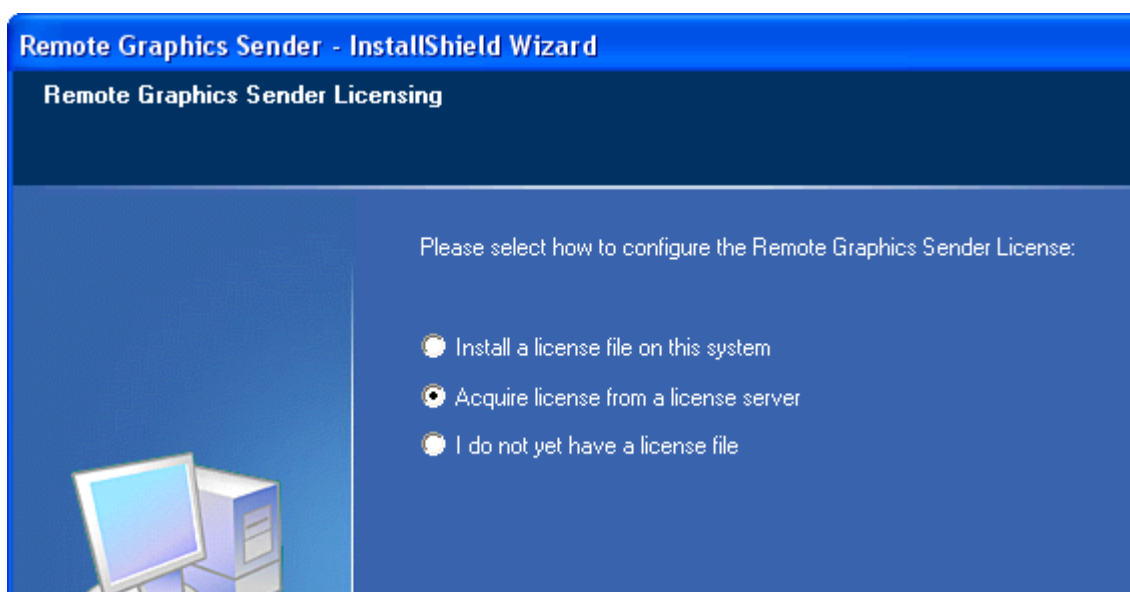 Remote Graphics Sender - InstallShield Wizard
Remote Graphics Sender Licensing
Please select how to configure the Remote Graphics Sender License:
Install a license file on this system
Acquire license from a license server
I do not yet have a license file